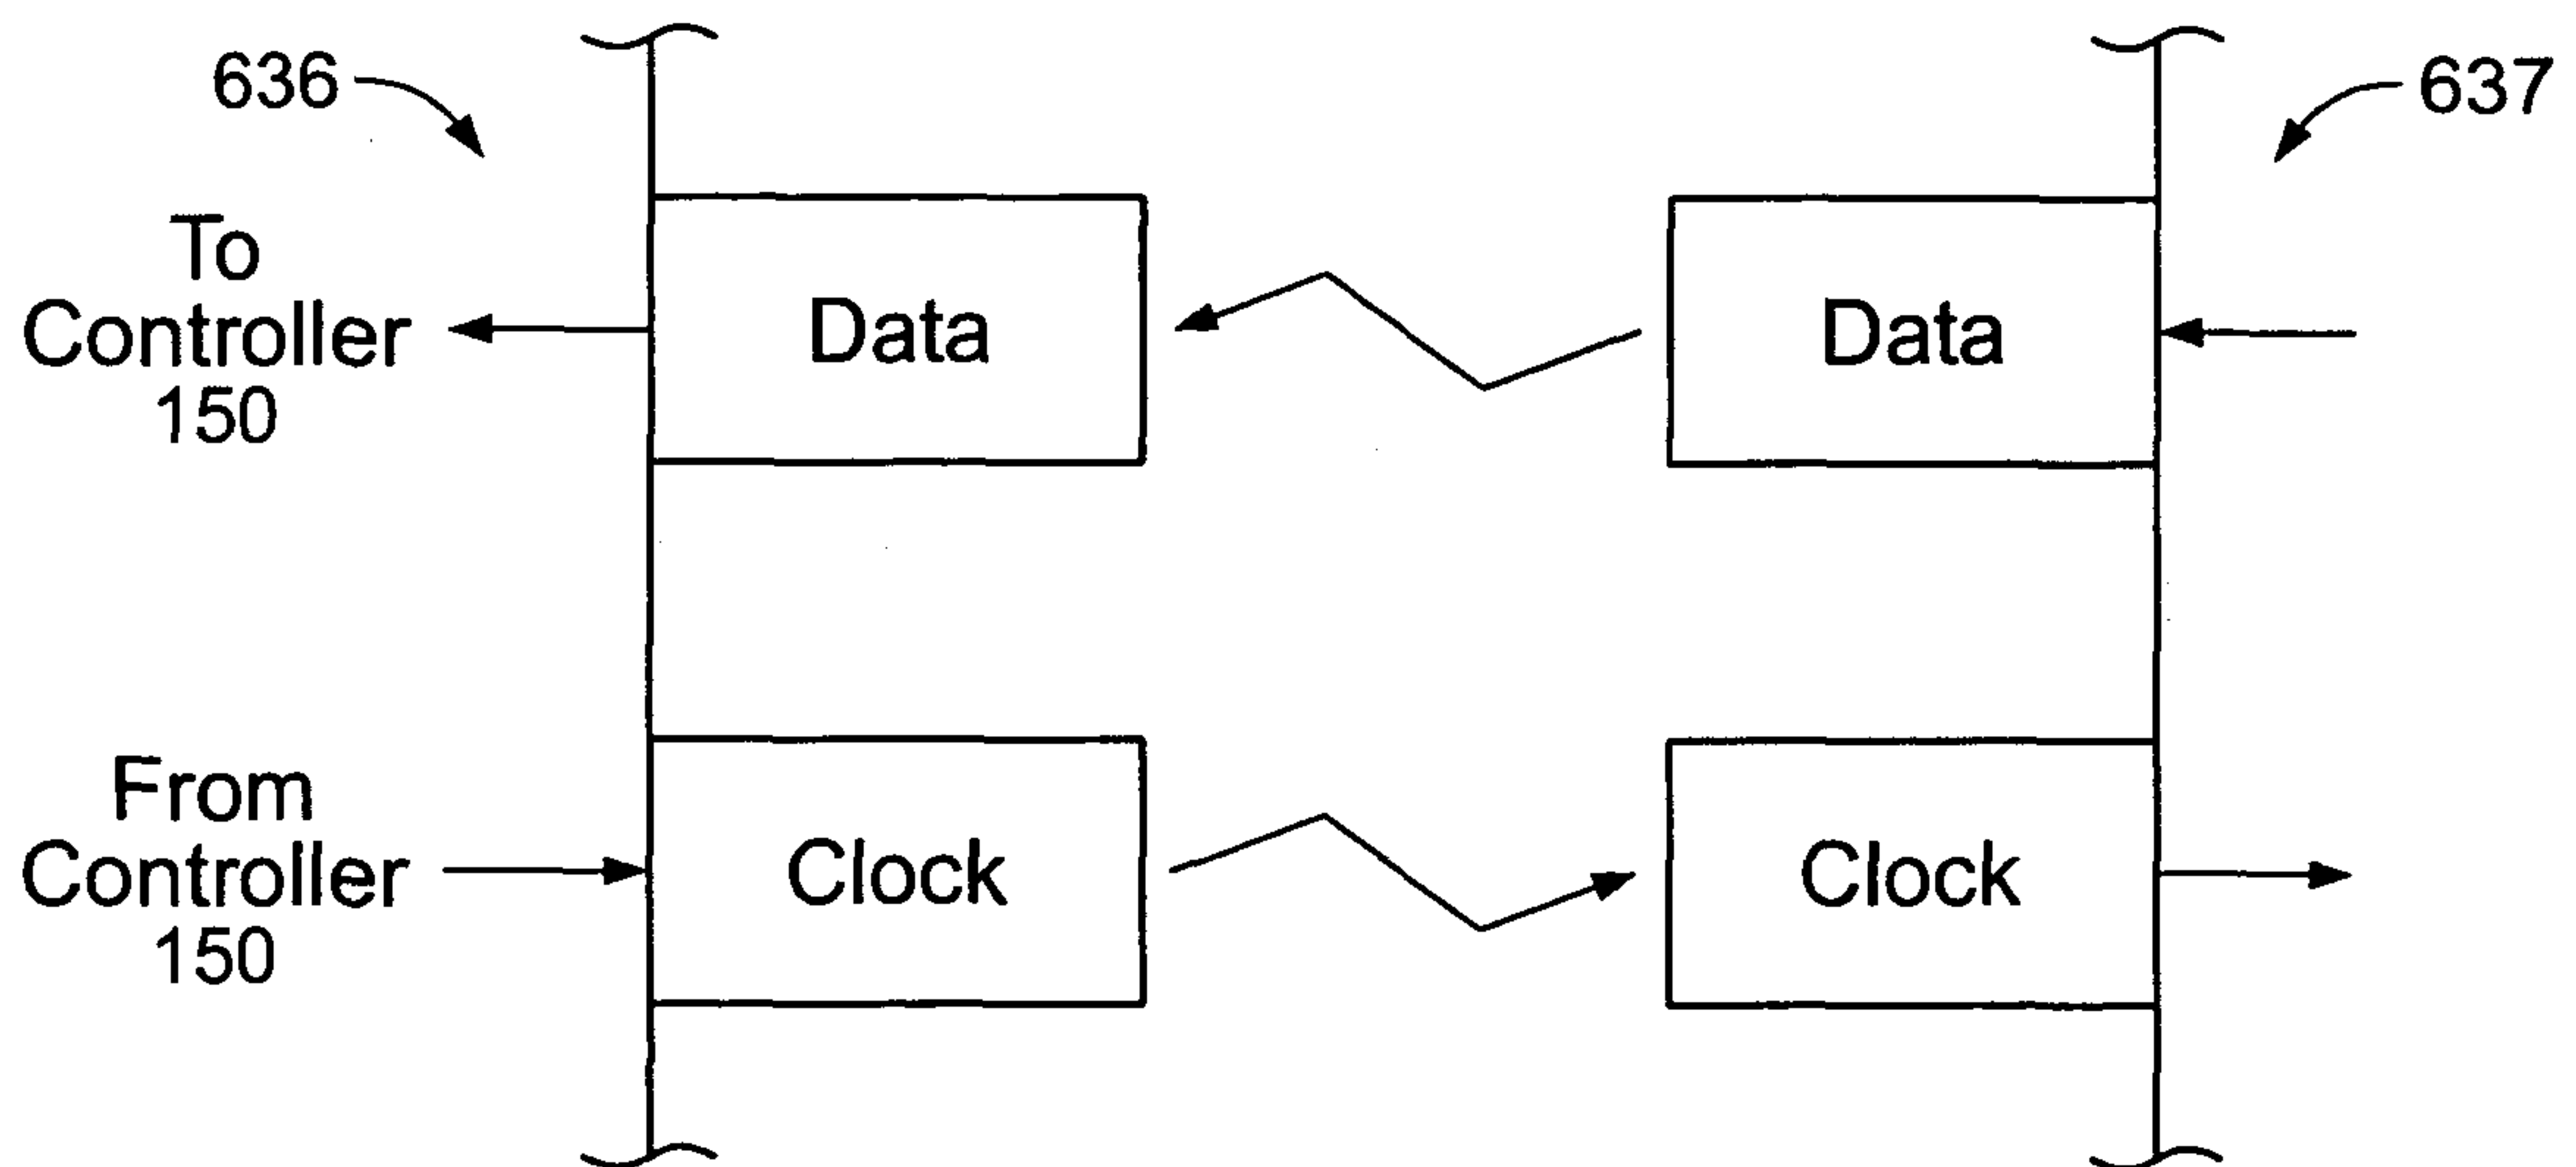 636
637
To
Controller
150
Data
Data
From
Controller
150
Clock
Clock